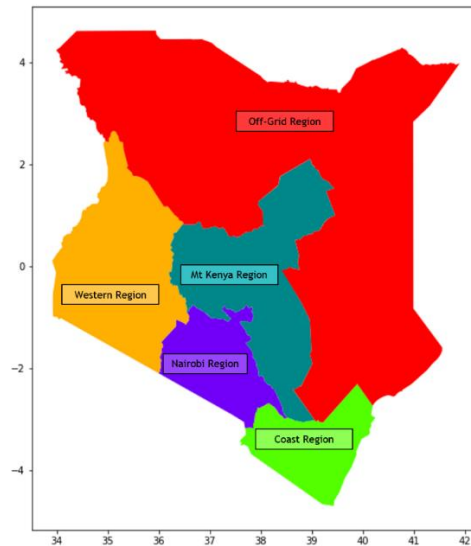 4
Off-Grid Region
2
Mt Kenya Region
0
Western Region
Nairobi Region
−2
Coast Region
−4
34 35 36 37 38 39 40 41 42